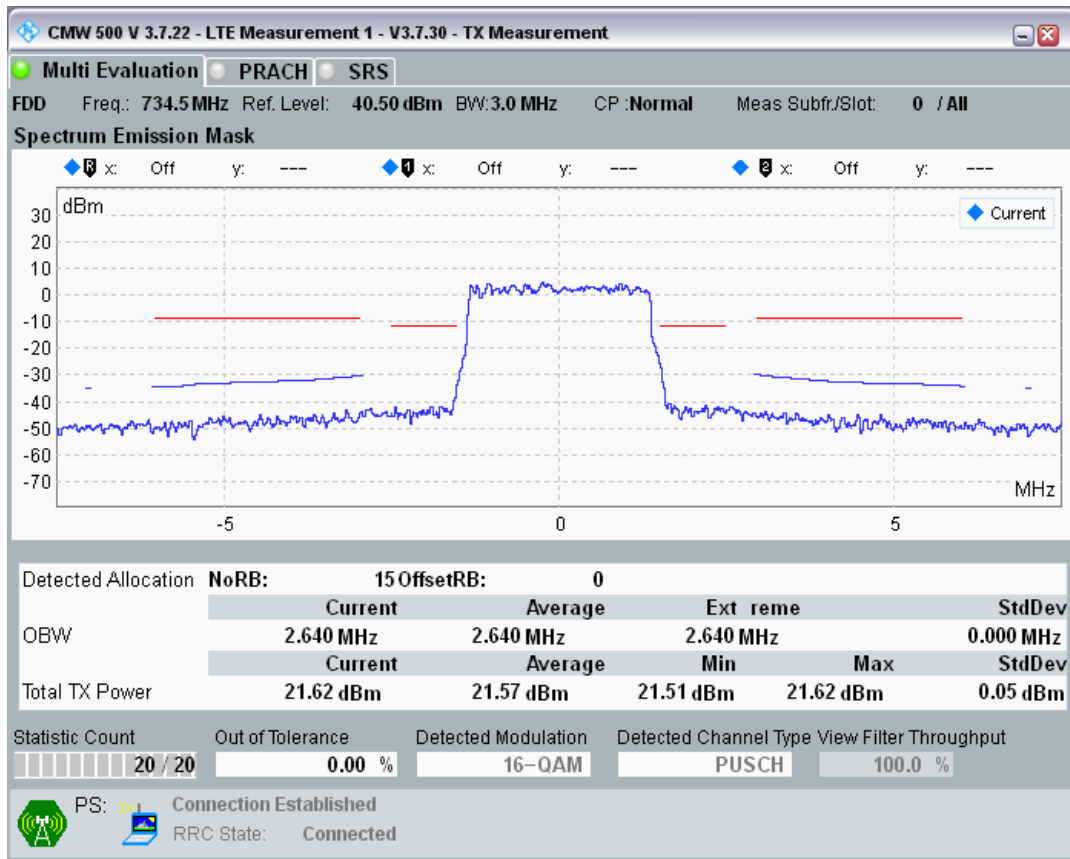 CMW 500 V 3.7.22 - LTE Measurement 1 - V3.7.30 - TX Measurement
Multi Evaluation PRACH SRS
FDD Freq.: 734.5 MHz Ref. Level: 40.50 dBm BW: 3.0 MHz CP :Normal Meas Subfr./Slot: 0 / All
Spectrum Emission Mask
R x: Off y: --- 1 x: Off y: --- 2 x: Off y: ---
dBm
Current
30
20
10
0
-10
-20
-30
-40
-50
-60
-70
MHz
-5 0 5
Detected Allocation NoRB: 15 OffsetRB: 0
Current Average Ext reme StdDev
OBW 2.640 MHz 2.640 MHz 2.640 MHz 0.000 MHz
Current Average Min Max StdDev
Total TX Power 21.62 dBm 21.57 dBm 21.51 dBm 21.62 dBm 0.05 dBm
Statistic Count Out of Tolerance Detected Modulation Detected Channel Type View Filter Throughput
20 / 20 0.00 % 16-QAM PUSCH 100.0 %
PS: Connection Established
RRC State: Connected